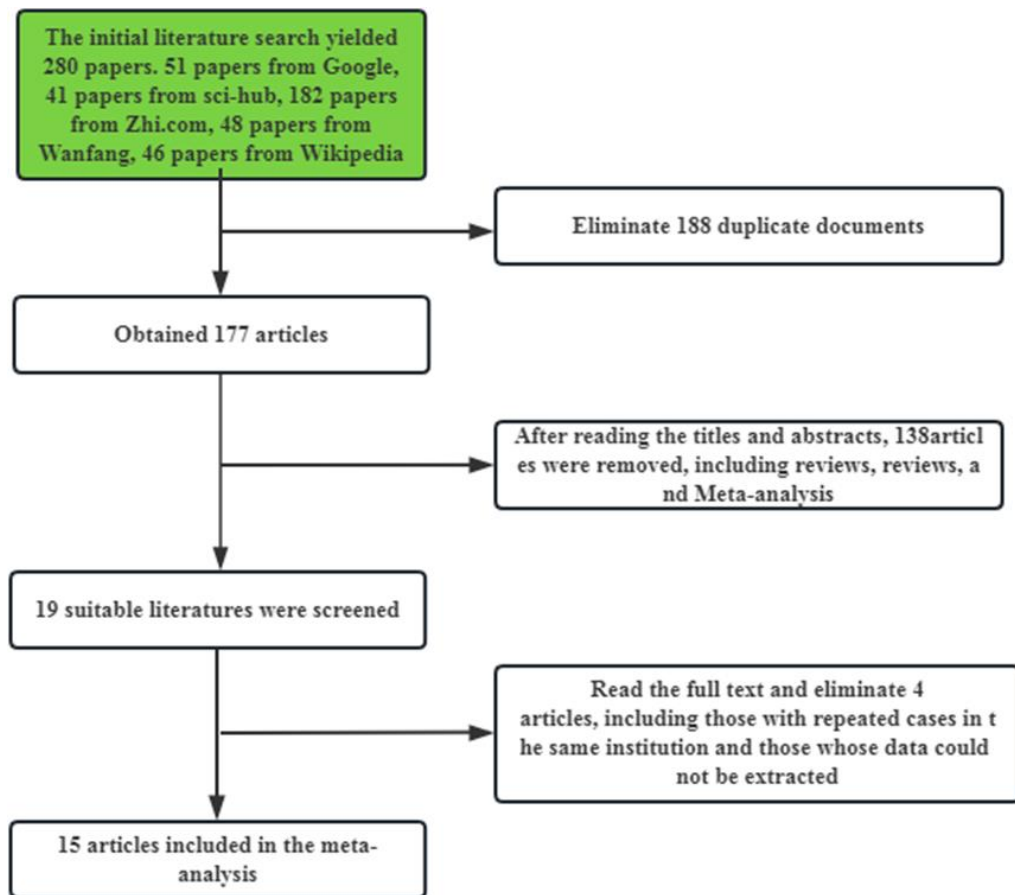 The initial literature search yielded
280 papers. 51 papers from Google,
41 papers from sci-hub, 182 papers
from Zhi.com, 48 papers from
Wanfang, 46 papers from Wikipedia
Eliminate 188 duplicate documents
Obtained 177 articles
After reading the titles and abstracts, 138articl
es were removed, including reviews, reviews, a
nd Meta-analysis
19 suitable literatures were screened
Read the full text and eliminate 4
articles, including those with repeated cases in t
he same institution and those whose data could
not be extracted
15 articles included in the meta-
analysis